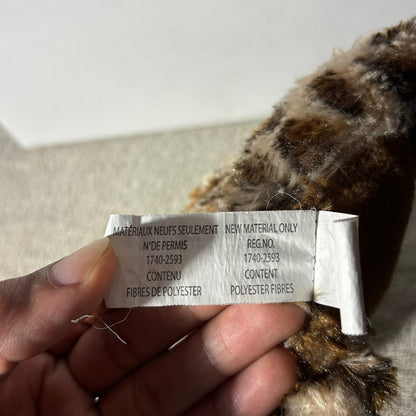 MATÉRIAUX NEUFS SEULEMENT
N°DE PERMIS
1740-2593
CONTENU
FIBRES DE POLYESTER
NEW MATERIAL ONLY
REG.NO.
1740-2593
CONTENT
POLYESTER FIBRES